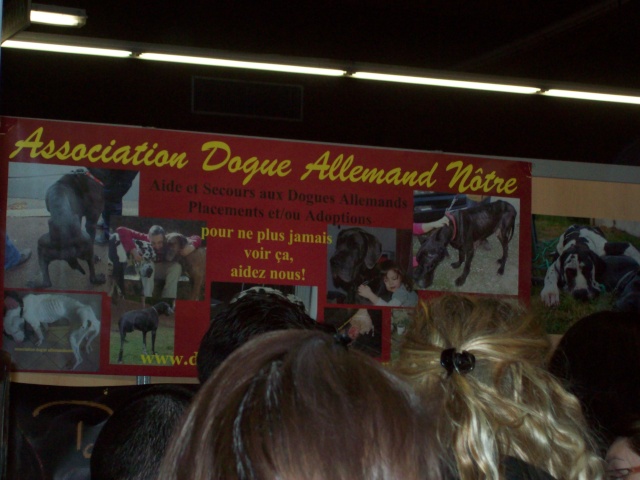 Association Dogue Allemand Nôtre
Aide et Secours aux Dogues Allemands
Placements et/ou Adoptions
pour ne plus jamais
voir ça,
aidez nous!
www.d